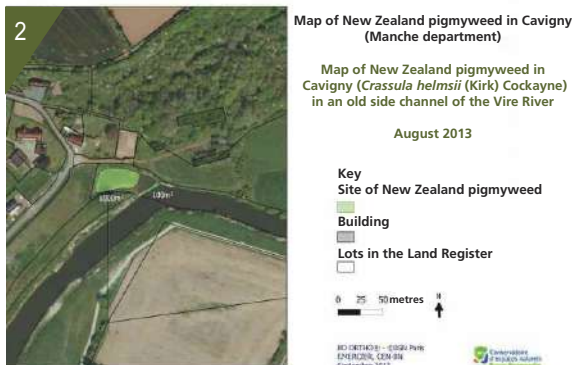 2
Map of New Zealand pigmyweed in Cavigny
(Manche department)
Map of New Zealand pigmyweed in
Cavigny (Crassula helmsii (Kirk) Cockayne)
in an old side channel of the Vire River
August 2013
Key
Site of New Zealand pigmyweed
Building
Lots in the Land Register
0 25 50 metres
100m²
Conservatoire